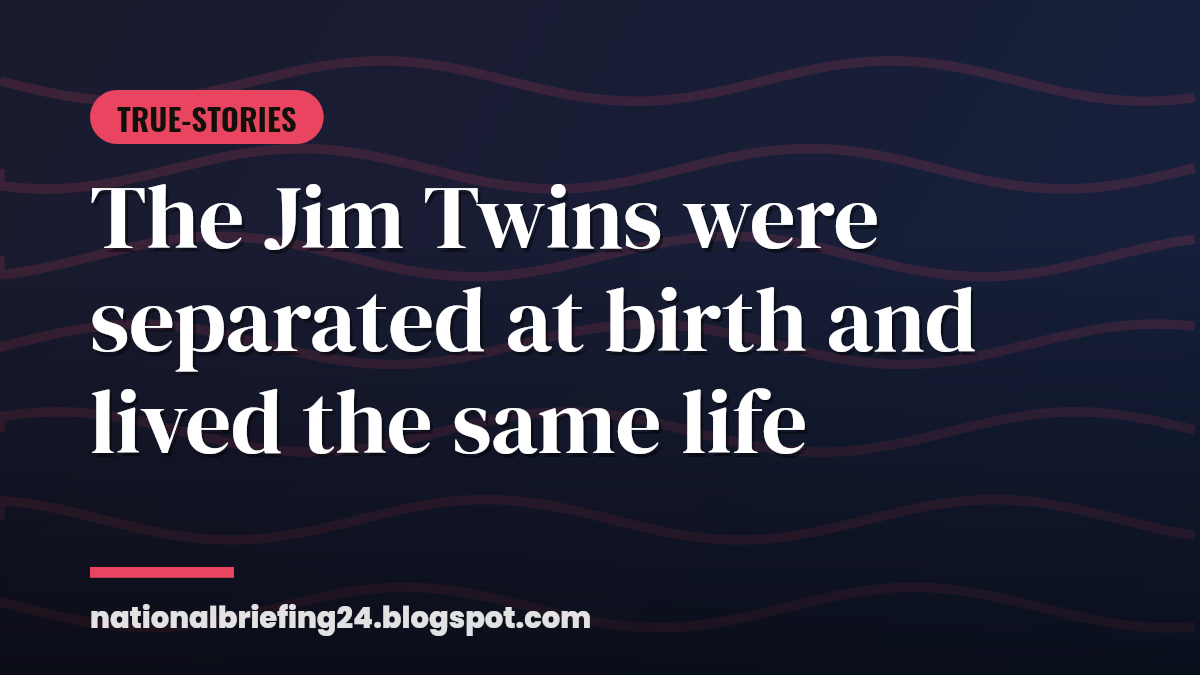 TRUE-STORIES
The Jim Twins were
separated at birth and
lived the same life
nationalbriefing24.blogspot.com